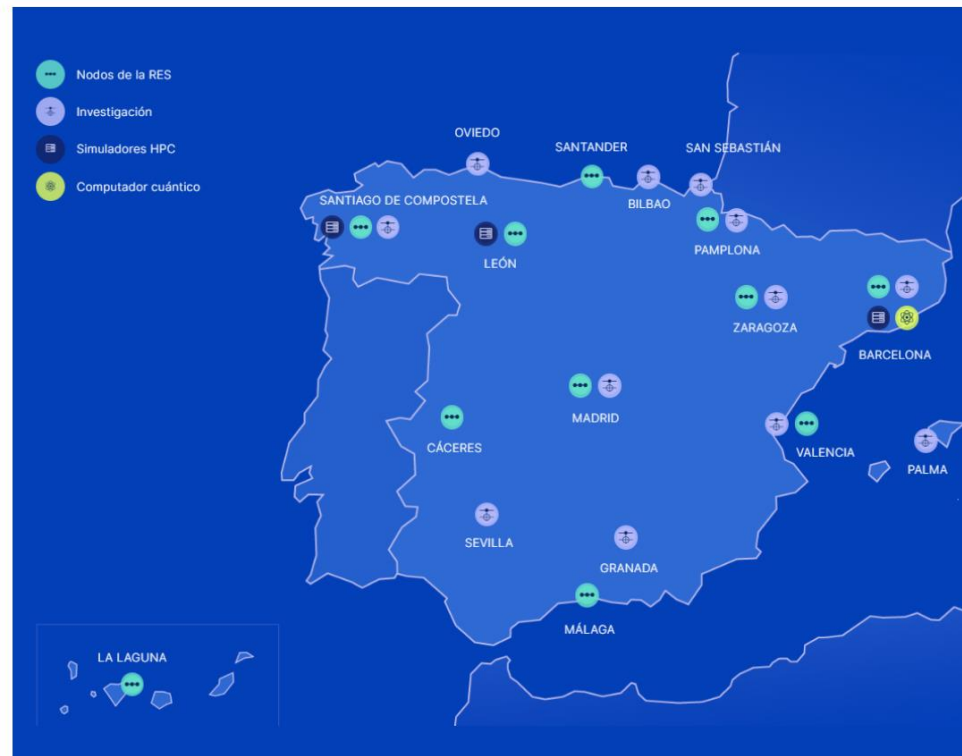 Nodos de la RES
Investigación
Simuladores HPC
Computador cuántico
OVIEDO
SANTANDER
SAN SEBASTIÁN
BILBAO
SANTIAGO DE COMPOSTELA
LEÓN
PAMPLONA
ZARAGOZA
BARCELONA
MADRID
CÁCERES
VALENCIA
PALMA
SEVILLA
GRANADA
MÁLAGA
LA LAGUNA